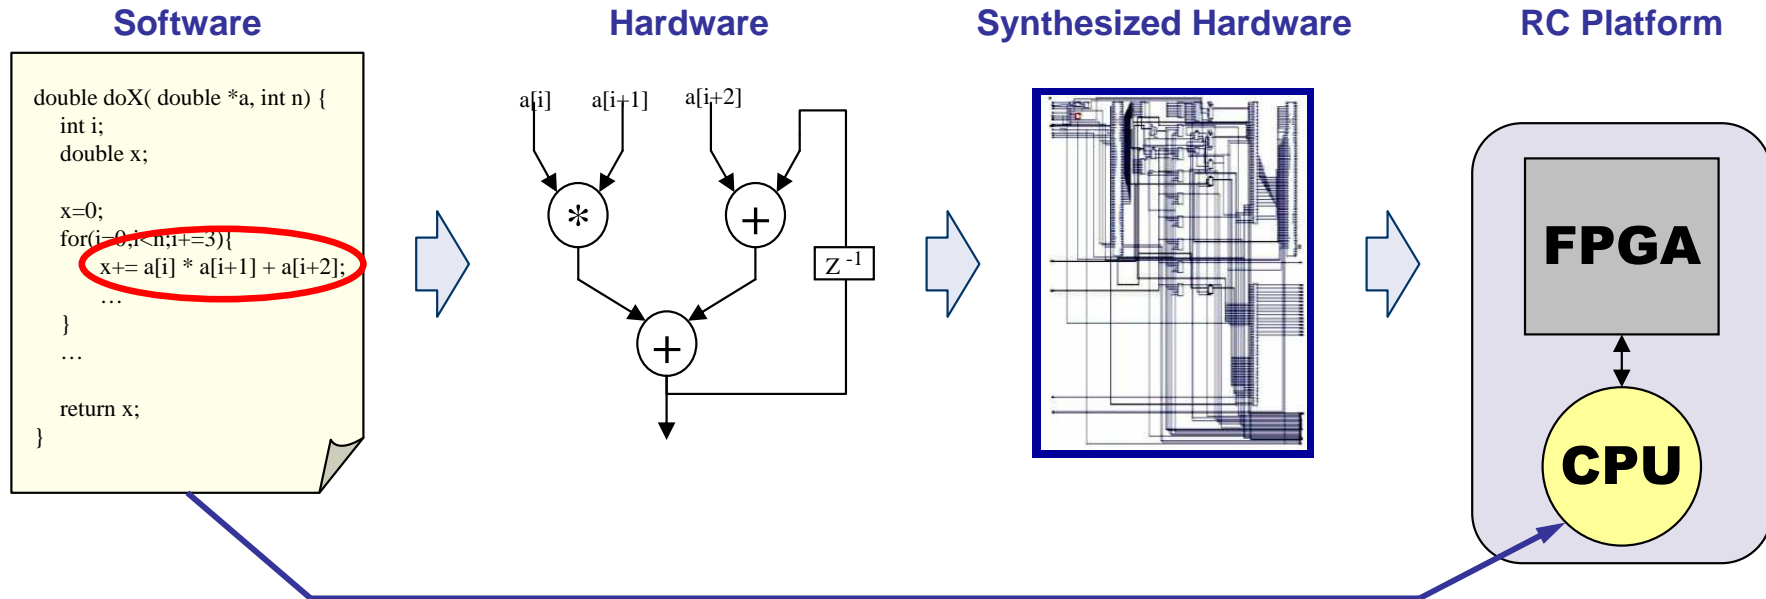 Software
Hardware
Synthesized Hardware
RC Platform
double doX( double *a, int n) {
int i;
double x;
x=0;
for(i=0;i<n;i+=3){
x+= a[i] * a[i+1] + a[i+2];
…
}
…
return x;
}
a[i]
a[i+1]
a[i+2]
*
+
Z -1
+
FPGA
CPU